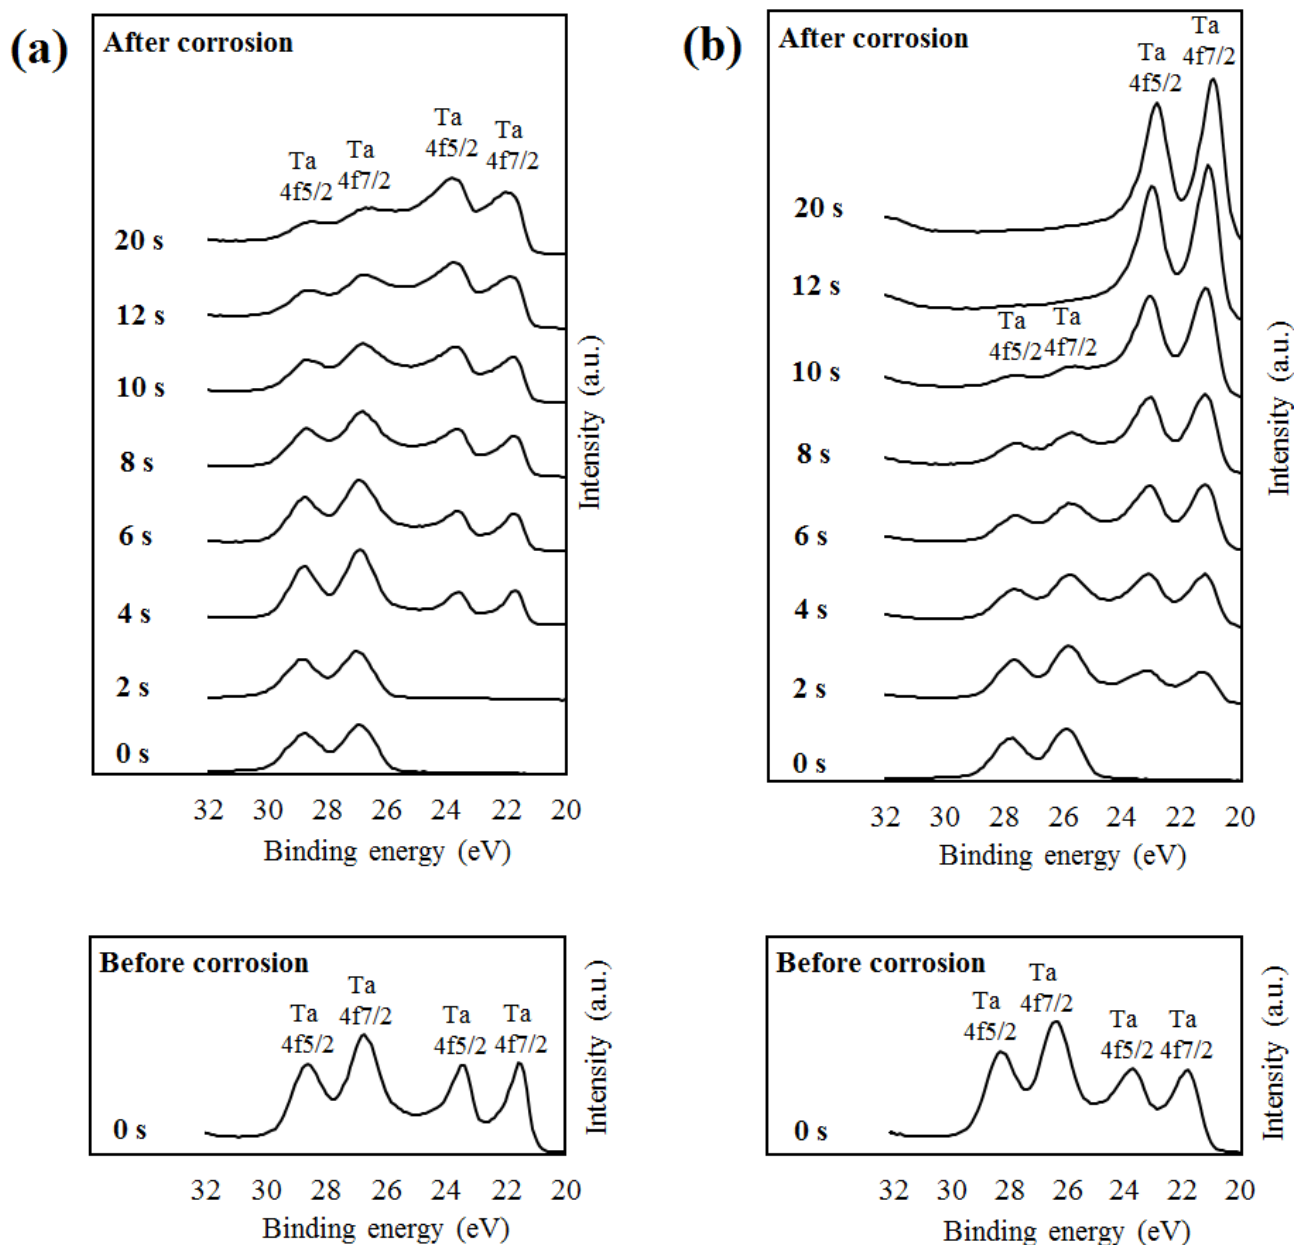 (a)
After corrosion
Ta
4f5/2
Ta
4f7/2
Ta
4f5/2
Ta
4f7/2
20 s
12 s
10 s
8 s
6 s
4 s
2 s
0 s
Intensity (a.u.)
32 30 28 26 24 22 20
Binding energy (eV)
Before corrosion
Ta
4f5/2
Ta
4f7/2
Ta
4f5/2
Ta
4f7/2
0 s
Intensity (a.u.)
32 30 28 26 24 22 20
Binding energy (eV)
(b)
After corrosion
Ta
4f5/2
Ta
4f7/2
20 s
12 s
Ta
4f5/2
Ta
4f7/2
10 s
8 s
6 s
4 s
2 s
0 s
Intensity (a.u.)
32 30 28 26 24 22 20
Binding energy (eV)
Before corrosion
Ta
4f5/2
Ta
4f7/2
Ta
4f5/2
Ta
4f7/2
0 s
Intensity (a.u.)
32 30 28 26 24 22 20
Binding energy (eV)